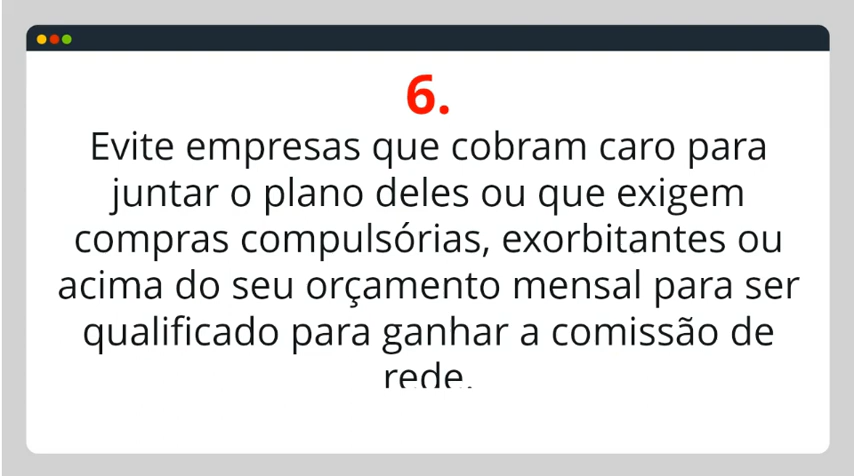 6.
Evite empresas que cobram caro para
juntar o plano deles ou que exigem
compras compulsórias, exorbitantes ou
acima do seu orçamento mensal para ser
qualificado para ganhar a comissão de
rede.